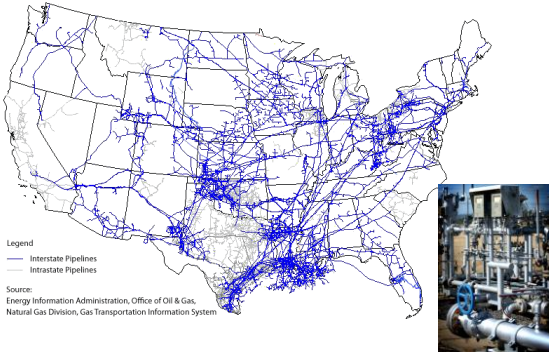 Legend
Interstate Pipelines
Intrastate Pipelines
Source:
Energy Information Administration, Office of Oil & Gas,
Natural Gas Division, Gas Transportation Information System